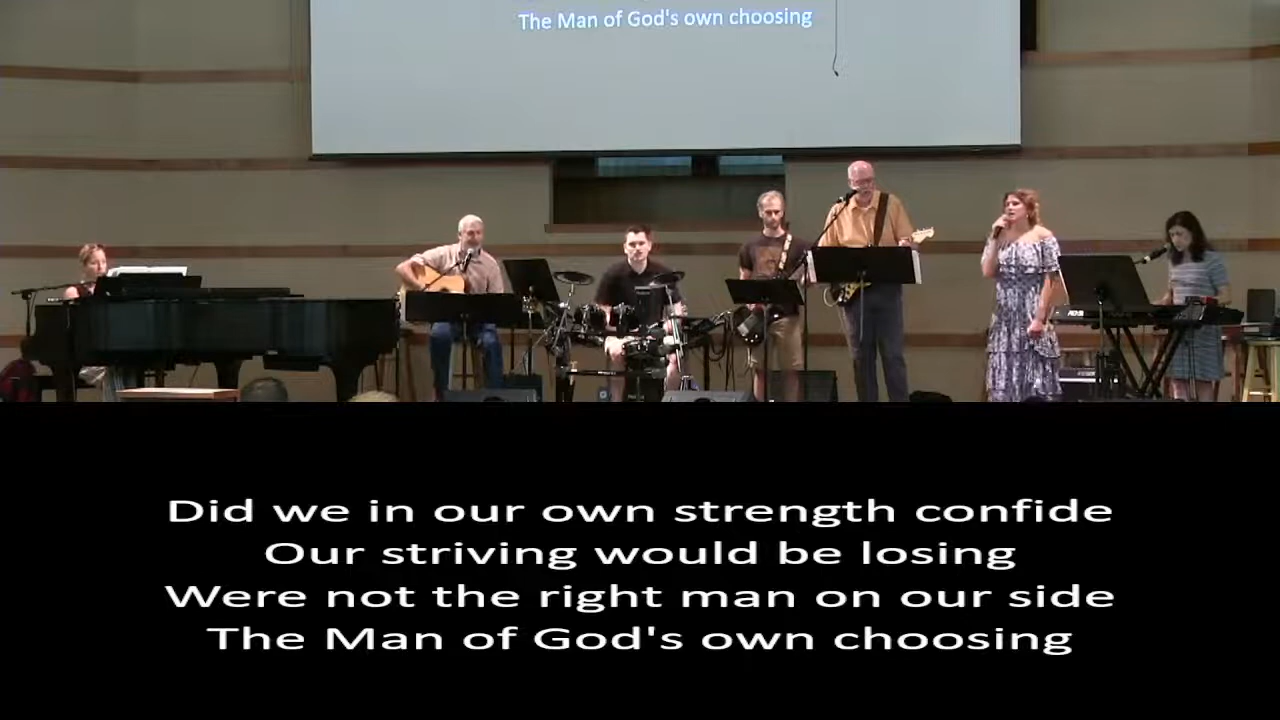 The Man of God's own choosing
Did we in our own strength confide
Our striving would be losing
Were not the right man on our side
The Man of God's own choosing